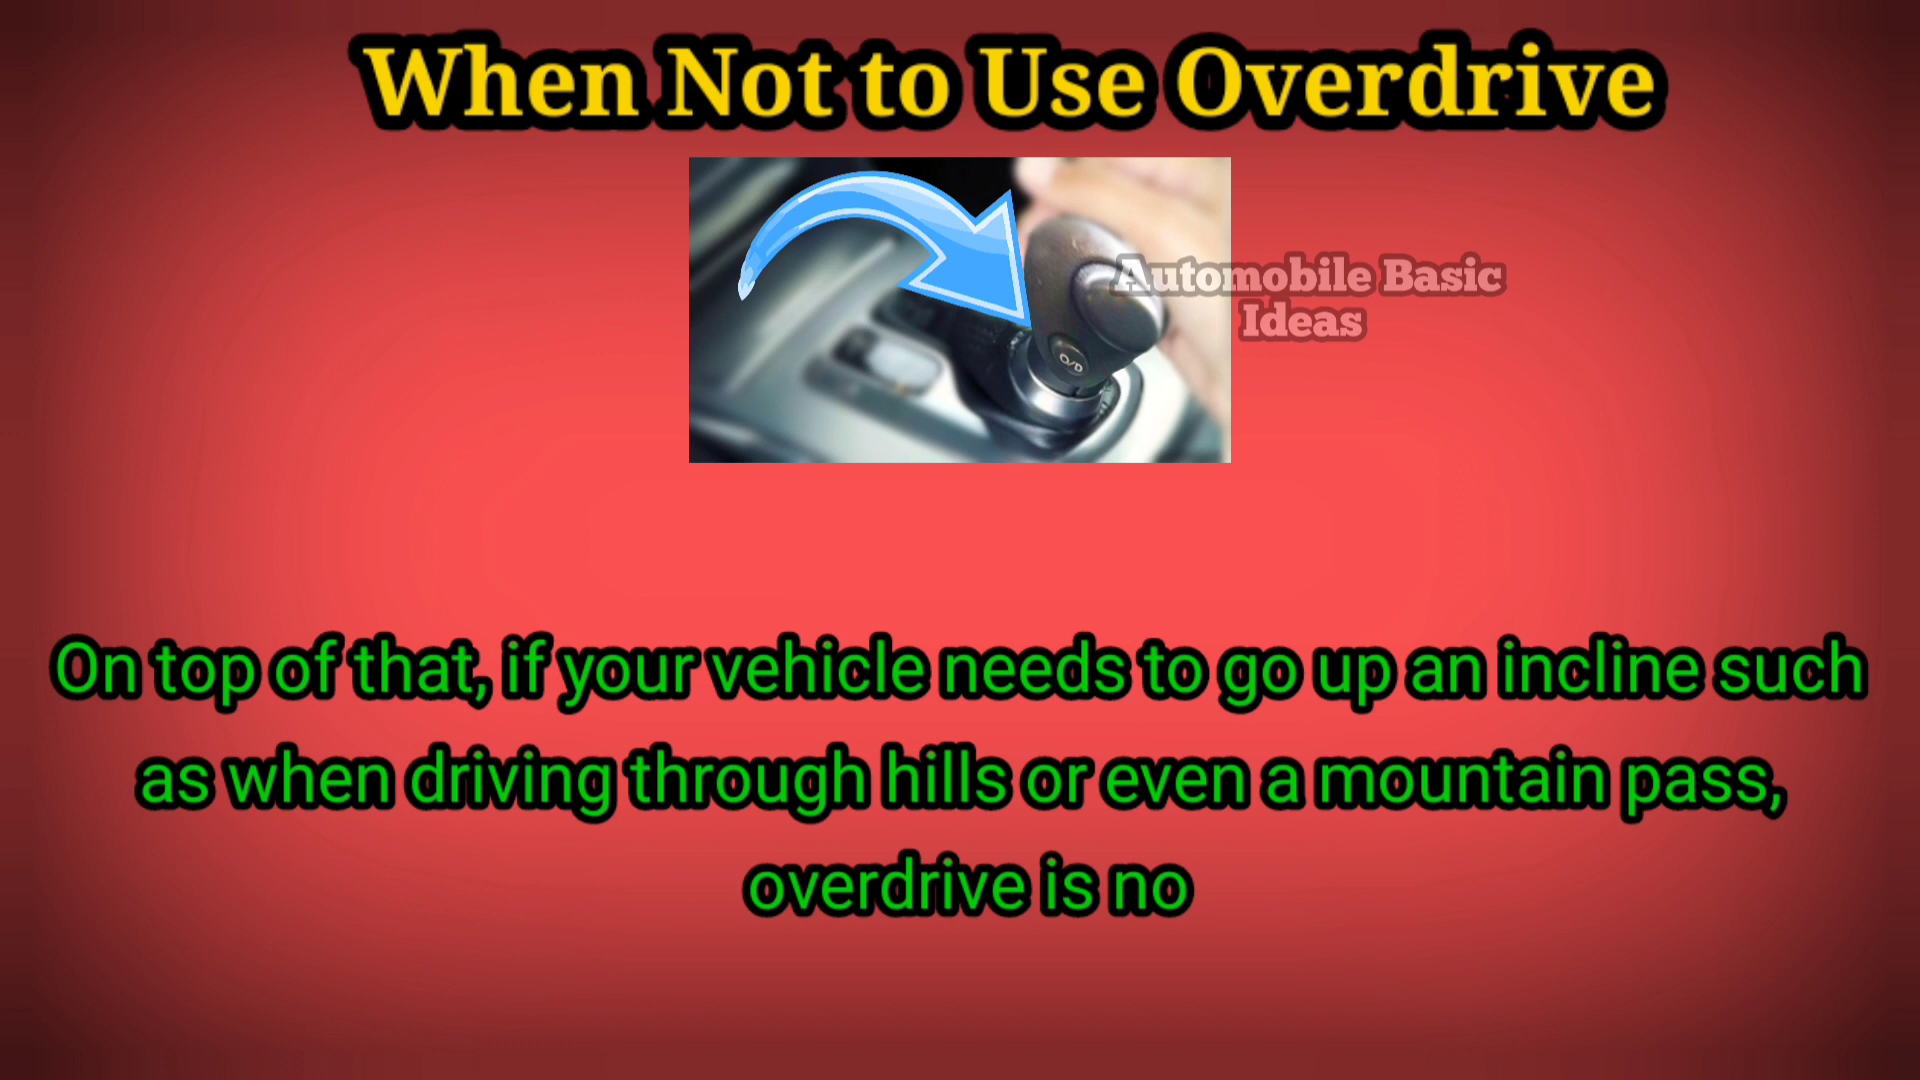 When Not to Use Overdrive
Automobile Basic
Ideas
O/D
On top of that, if your vehicle needs to go up an incline such
as when driving through hills or even a mountain pass,
overdrive is no